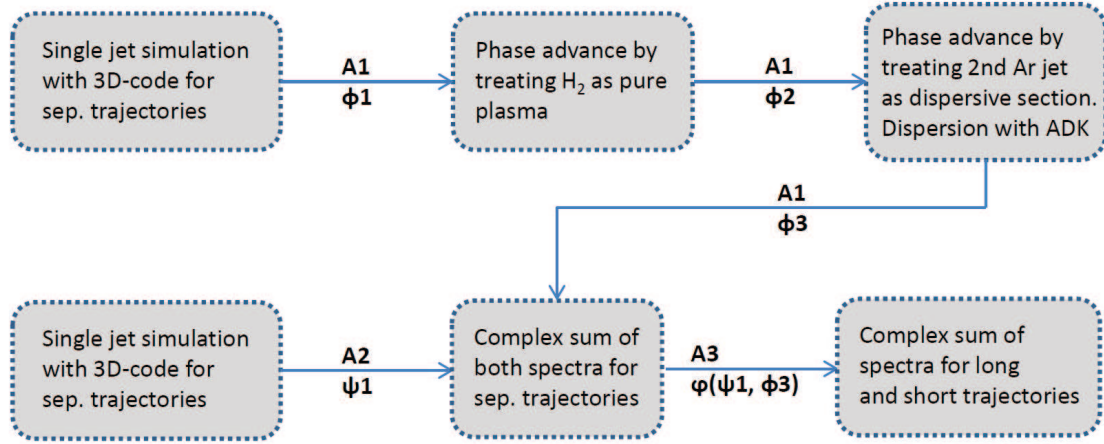 Single jet simulation
with 3D-code for
sep. trajectories
A1
ϕ1
Phase advance by
treating H₂ as pure
plasma
A1
ϕ2
Phase advance by
treating 2nd Ar jet
as dispersive section.
Dispersion with ADK
A1
ϕ3
Single jet simulation
with 3D-code for
sep. trajectories
A2
ψ1
Complex sum of
both spectra for
sep. trajectories
A3
φ(ψ1, ϕ3)
Complex sum of
spectra for long
and short trajectories